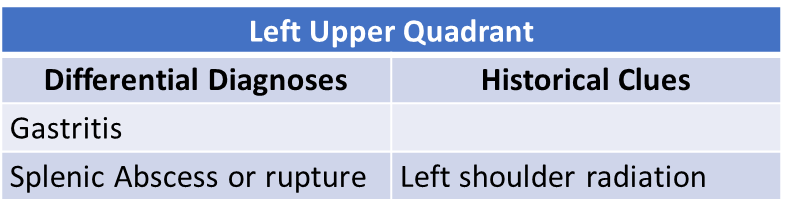 Left Upper Quadrant
Differential Diagnoses Historical Clues
Gastritis
Splenic Abscess or rupture Left shoulder radiation